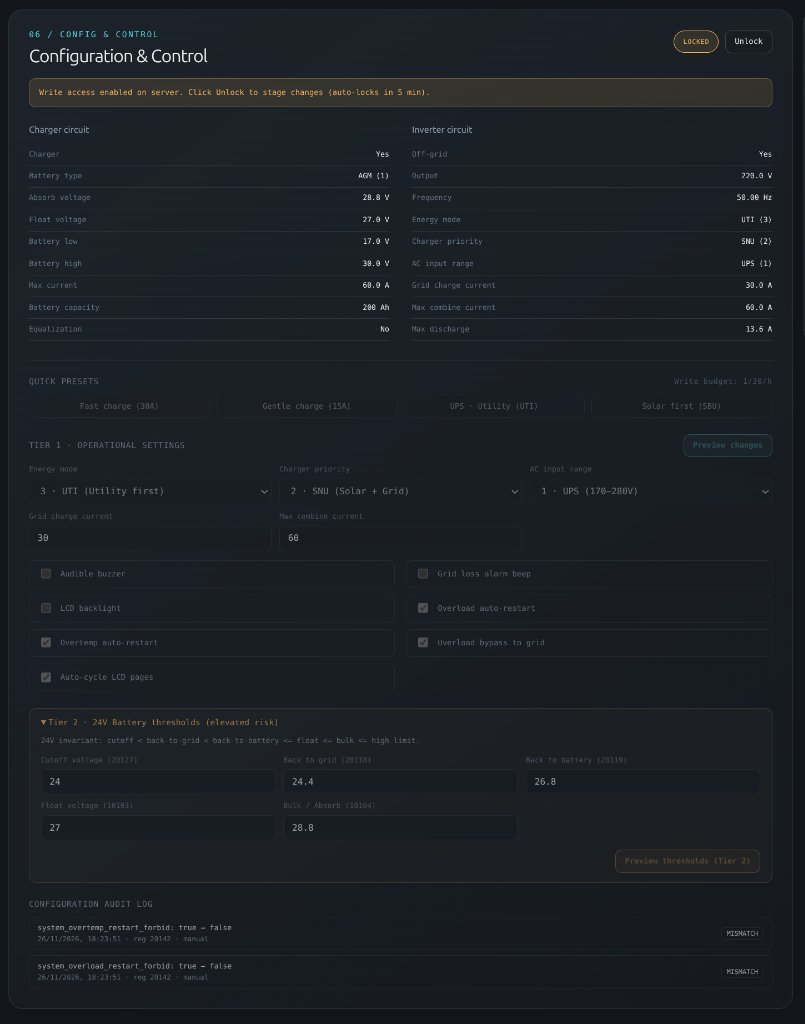 06 / CONFIG & CONTROL
Configuration & Control
LOCKED
Unlock
Write access enabled on server. Click Unlock to stage changes (auto-locks in 5 min).
Charger circuit
Charger Yes
Battery type AGM (1)
Absorb voltage 28.8 V
Float voltage 27.0 V
Battery low 17.0 V
Battery high 30.0 V
Max current 60.0 A
Battery capacity 200 Ah
Equalization No
Inverter circuit
Off-grid Yes
Output 220.0 V
Frequency 50.00 Hz
Energy mode UTI (3)
Charger priority SNU (2)
AC input range UPS (1)
Grid charge current 30.0 A
Max combine current 60.0 A
Max discharge 13.6 A
QUICK PRESETS
Write budget: 1/30/h
Fast charge (30A)
Gentle charge (15A)
UPS · Utility (UTI)
Solar first (SBU)
TIER 1 · OPERATIONAL SETTINGS
Preview changes
Energy mode
3 · UTI (Utility first)
Charger priority
2 · SNU (Solar + Grid)
AC input range
1 · UPS (170–280V)
Grid charge current
30
Max combine current
60
Audible buzzer
Grid loss alarm beep
LCD backlight
Overload auto-restart
Overtemp auto-restart
Overload bypass to grid
Auto-cycle LCD pages
▼Tier 2 · 24V Battery thresholds (elevated risk)
24V invariant: cutoff < back-to-grid < back-to-battery <= float <= bulk <= high limit.
Cutoff voltage (20127)
24
Back to grid (20118)
24.4
Back to battery (20119)
26.8
Float voltage (10103)
27
Bulk / Absorb (10104)
28.8
Preview thresholds (Tier 2)
CONFIGURATION AUDIT LOG
system_overtemp_restart_forbid: true → false
26/11/2026, 18:23:51 · reg 20142 · manual
MISMATCH
system_overload_restart_forbid: true → false
26/11/2026, 18:23:51 · reg 20142 · manual
MISMATCH